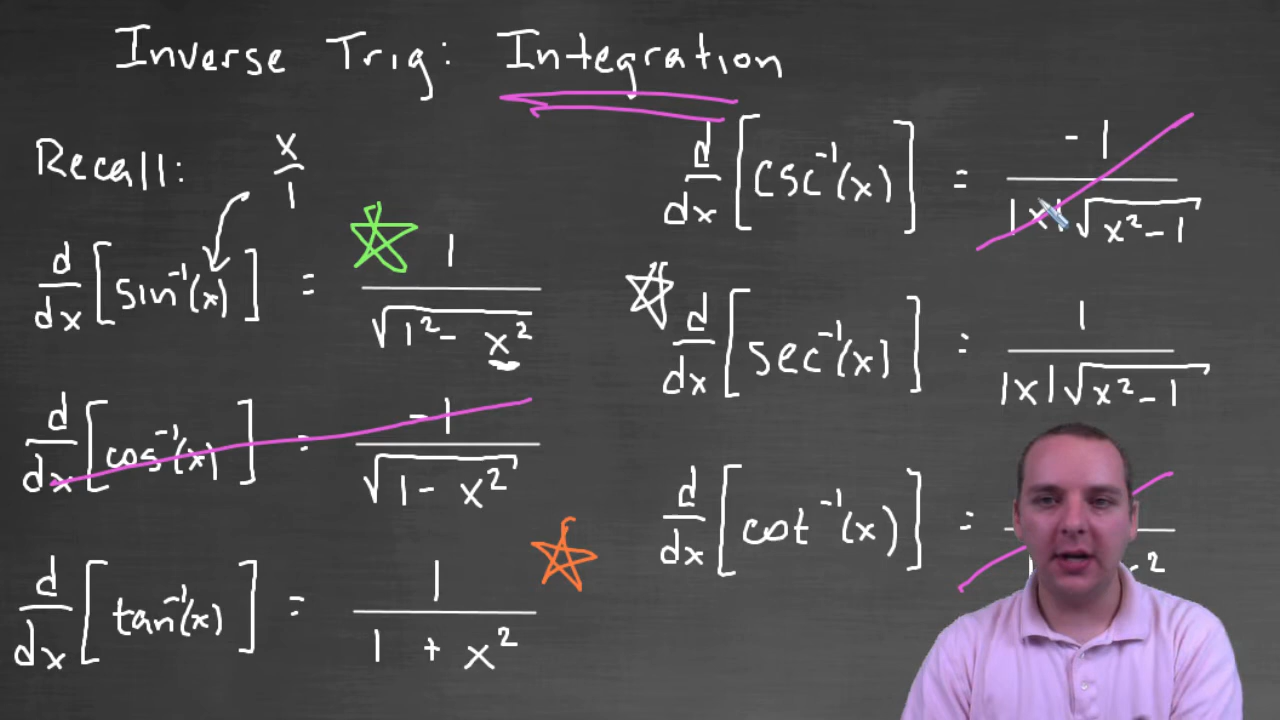 Inverse Trig: Integration
Recall: x/1
d/dx [sin⁻¹(x)] = 1/√(1² - x²)
d/dx [cos⁻¹(x)] = -1/√(1 - x²)
d/dx [tan⁻¹(x)] = 1/(1 + x²)
d/dx [csc⁻¹(x)] = -1/(|x|√(x² - 1))
d/dx [sec⁻¹(x)] = 1/(|x|√(x² - 1))
d/dx [cot⁻¹(x)] =